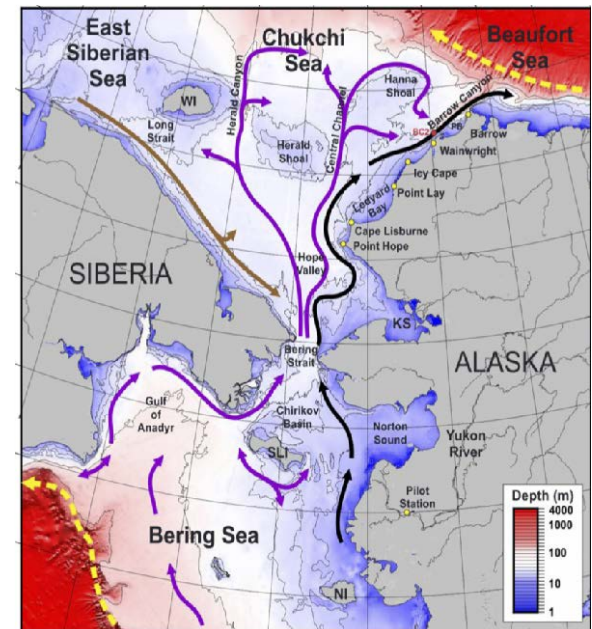 East
Siberian
Sea
Chukchi
Sea
Beaufort
Sea
WI
Long
Strait
Herald Canyon
Herald
Shoal
Central Channel
Hanna
Shoal
Barrow Canyon
BC2
PB
Barrow
Wainwright
Icy Cape
Point Lay
Ledyard
Bay
Cape Lisburne
Point Hope
Hope
Valley
SIBERIA
KS
Bering
Strait
ALASKA
Gulf
of
Anadyr
Chirikov
Basin
Norton
Sound
Yukon
River
SLI
Pilot
Station
Bering Sea
NI
Depth (m)
4000
1000
100
10
1